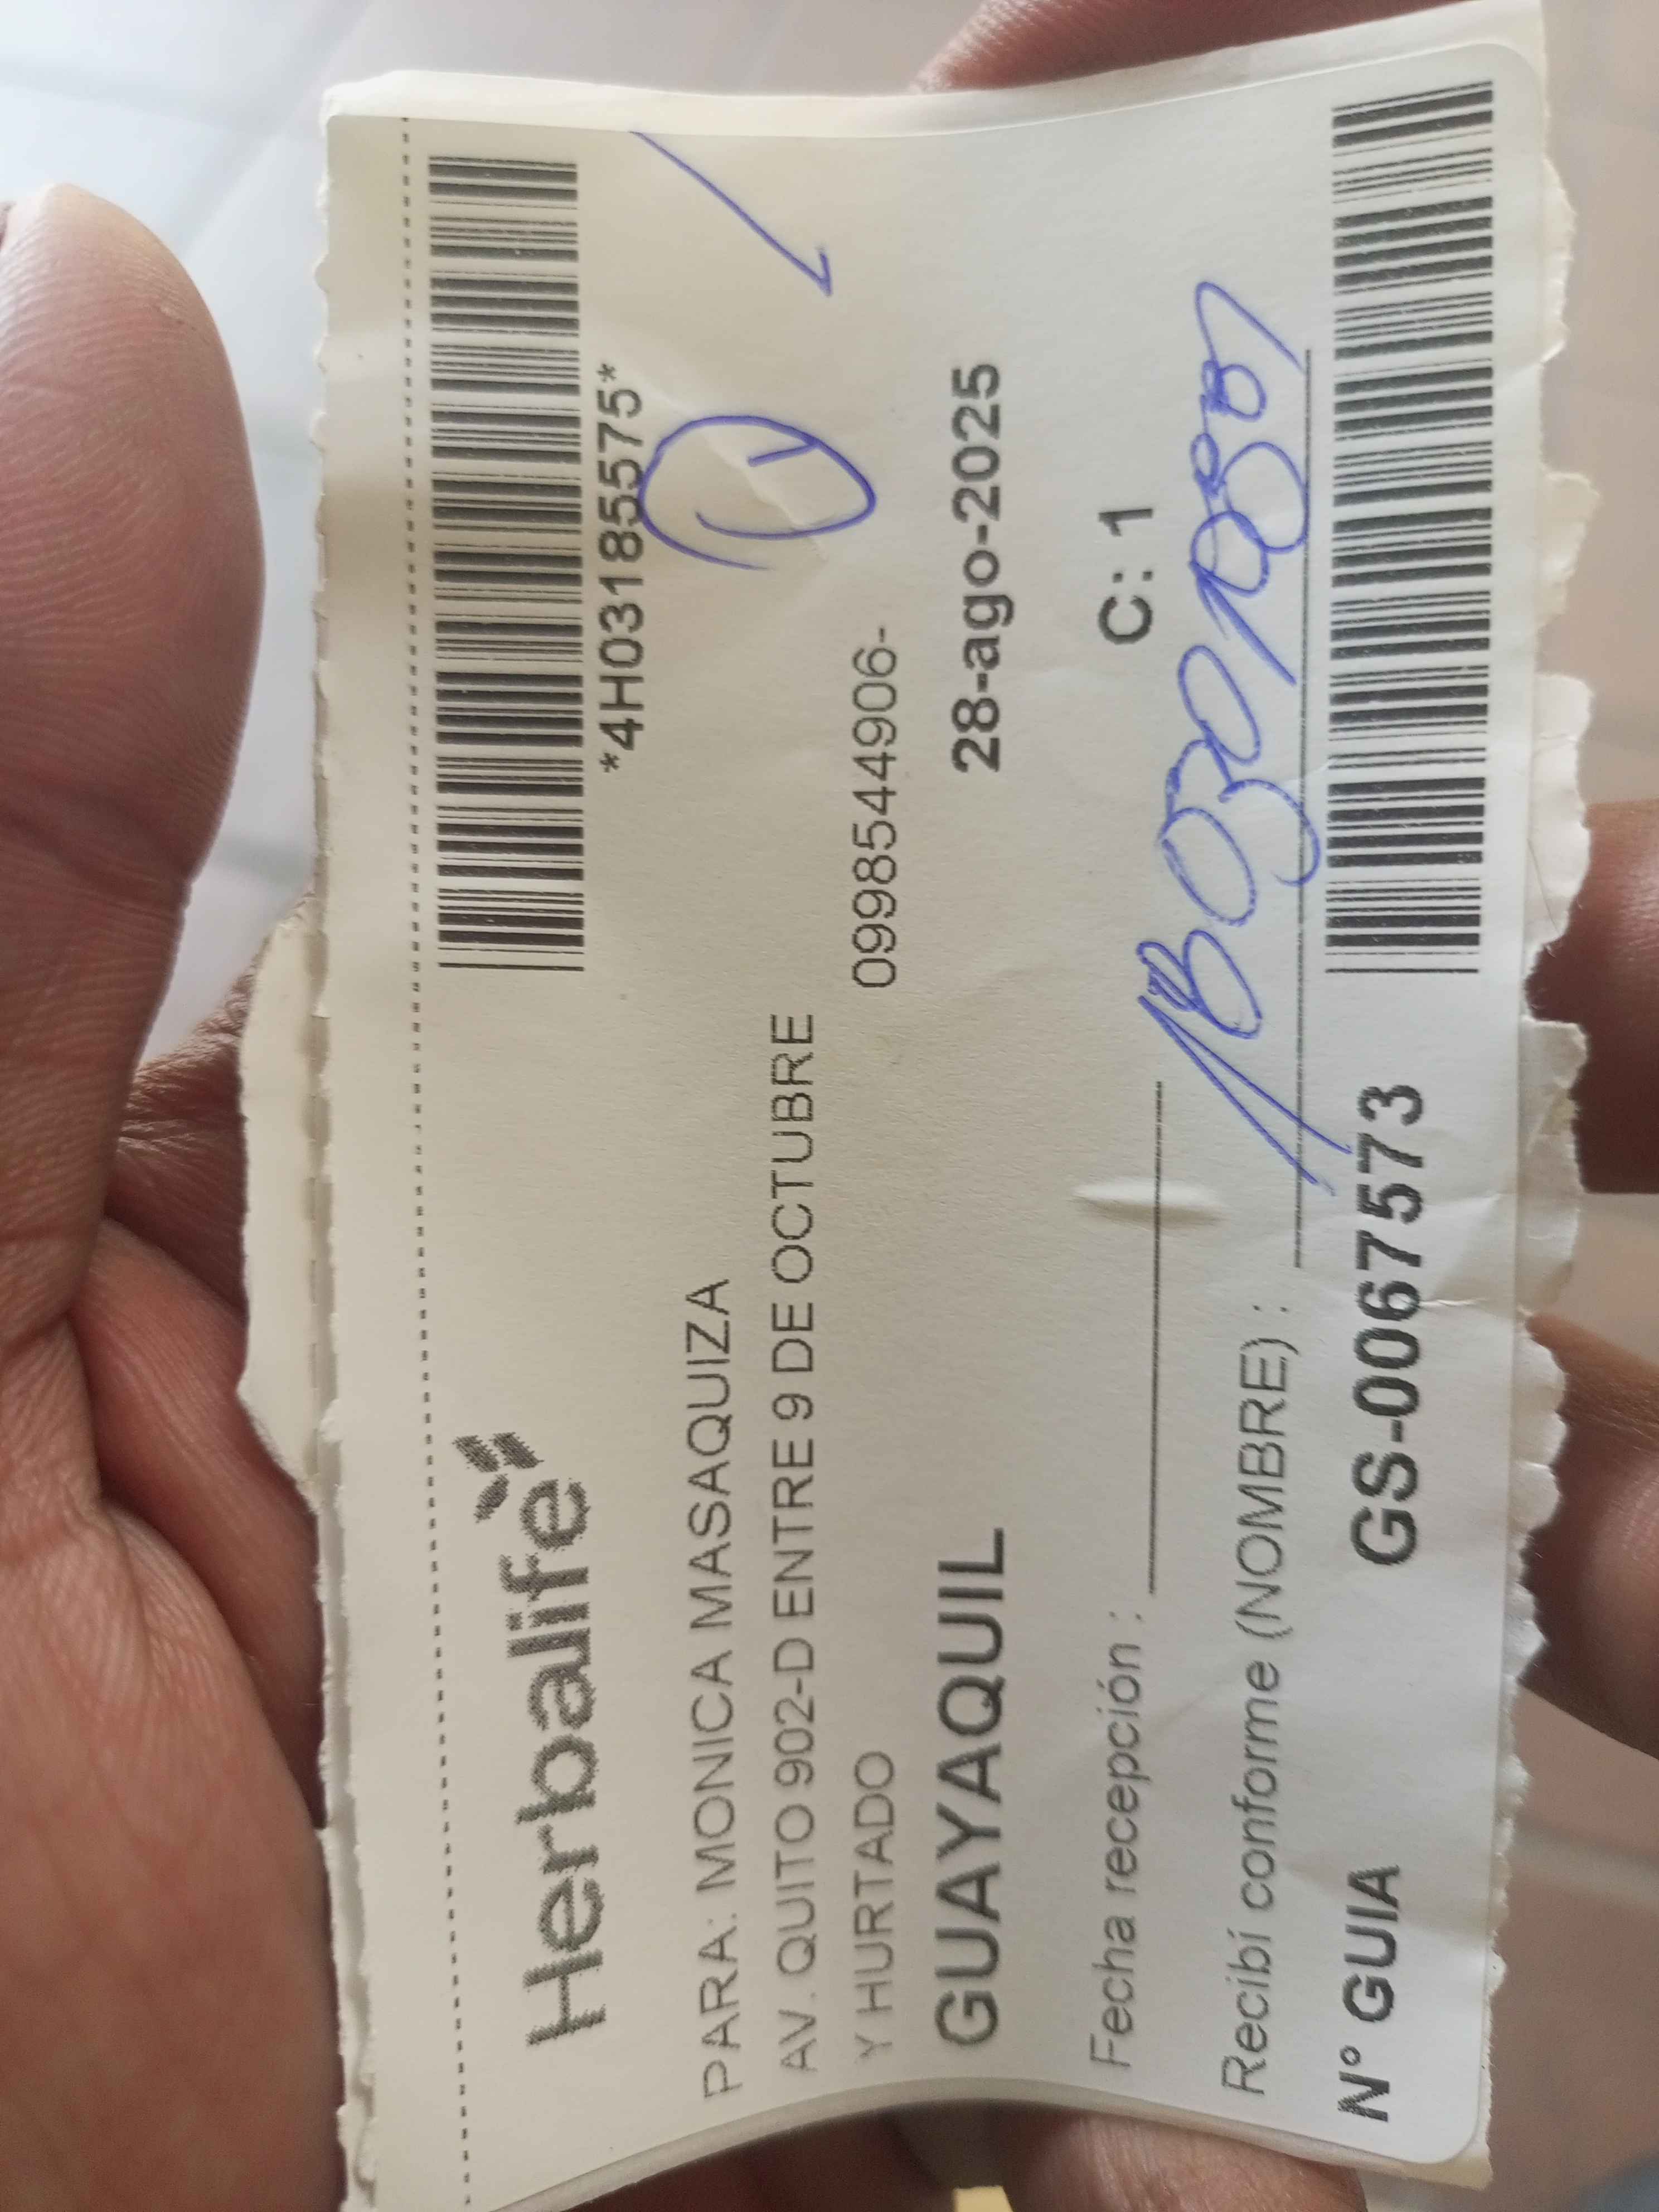 Herbalife
*4H03185575*
PARA: MONICA MASAQUIZA
AV. QUITO 902-D ENTRE 9 DE OCTUBRE
Y HURTADO
0998544906-
GUAYAQUIL
28-ago-2025
Fecha recepción :
C: 1
Recibí conforme (NOMBRE) :
N° GUIA
GS-0067573